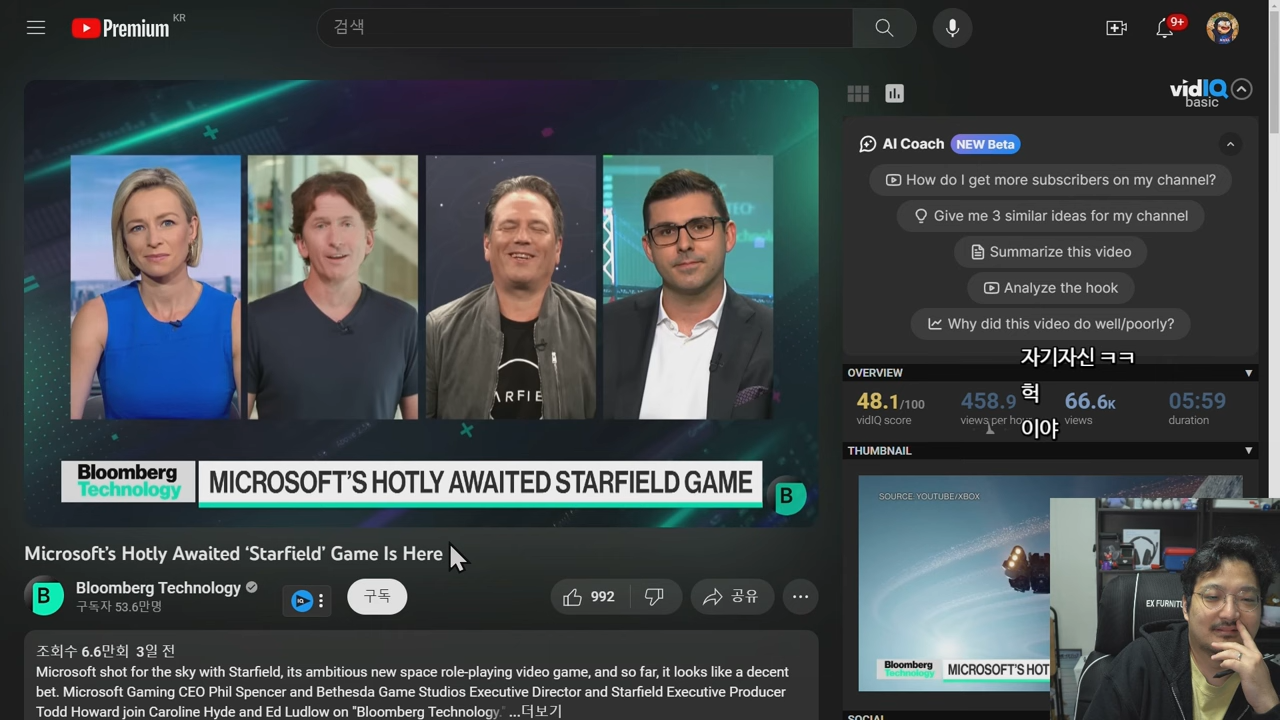 Premium KR
검색
9+
vidIQ
basic
AI Coach NEW Beta
How do I get more subscribers on my channel?
Give me 3 similar ideas for my channel
Summarize this video
Analyze the hook
Why did this video do well/poorly?
자기자신 ㅋㅋ
헉
이야
OVERVIEW
48.1/100
vidIQ score
458.9
views per hou
66.6K
views
05:59
duration
THUMBNAIL
SOURCE: YOUTUBE/XBOX
Bloomberg
Technology
MICROSOFT'S HOT
EX FURNITU
SOCIAL
ARFIE
Bloomberg
Technology
MICROSOFT'S HOTLY AWAITED STARFIELD GAME
B
Microsoft's Hotly Awaited ‘Starfield’ Game Is Here
B
Bloomberg Technology
구독자 53.6만명
IQ
구독
992
공유
조회수 6.6만회 3일 전
Microsoft shot for the sky with Starfield, its ambitious new space role-playing video game, and so far, it looks like a decent
bet. Microsoft Gaming CEO Phil Spencer and Bethesda Game Studios Executive Director and Starfield Executive Producer
Todd Howard join Caroline Hyde and Ed Ludlow on "Bloomberg Technology." ...더보기